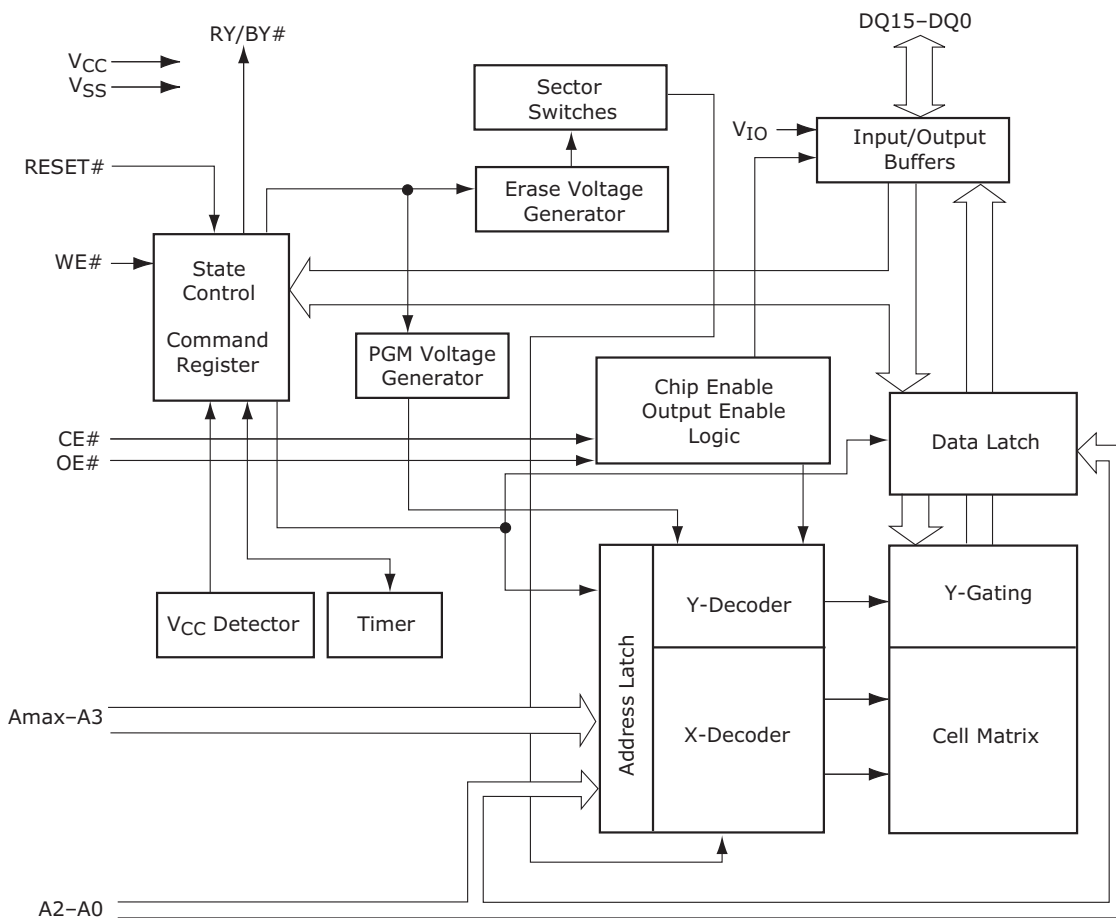 RY/BY#
DQ15–DQ0
VCC
VSS
Sector
Switches
VIO
Input/Output
Buffers
RESET#
Erase Voltage
Generator
WE#
State
Control
Command
Register
PGM Voltage
Generator
Chip Enable
Output Enable
Logic
CE#
OE#
Data Latch
VCC Detector
Timer
Address Latch
Y-Decoder
Y-Gating
Amax–A3
X-Decoder
Cell Matrix
A2–A0